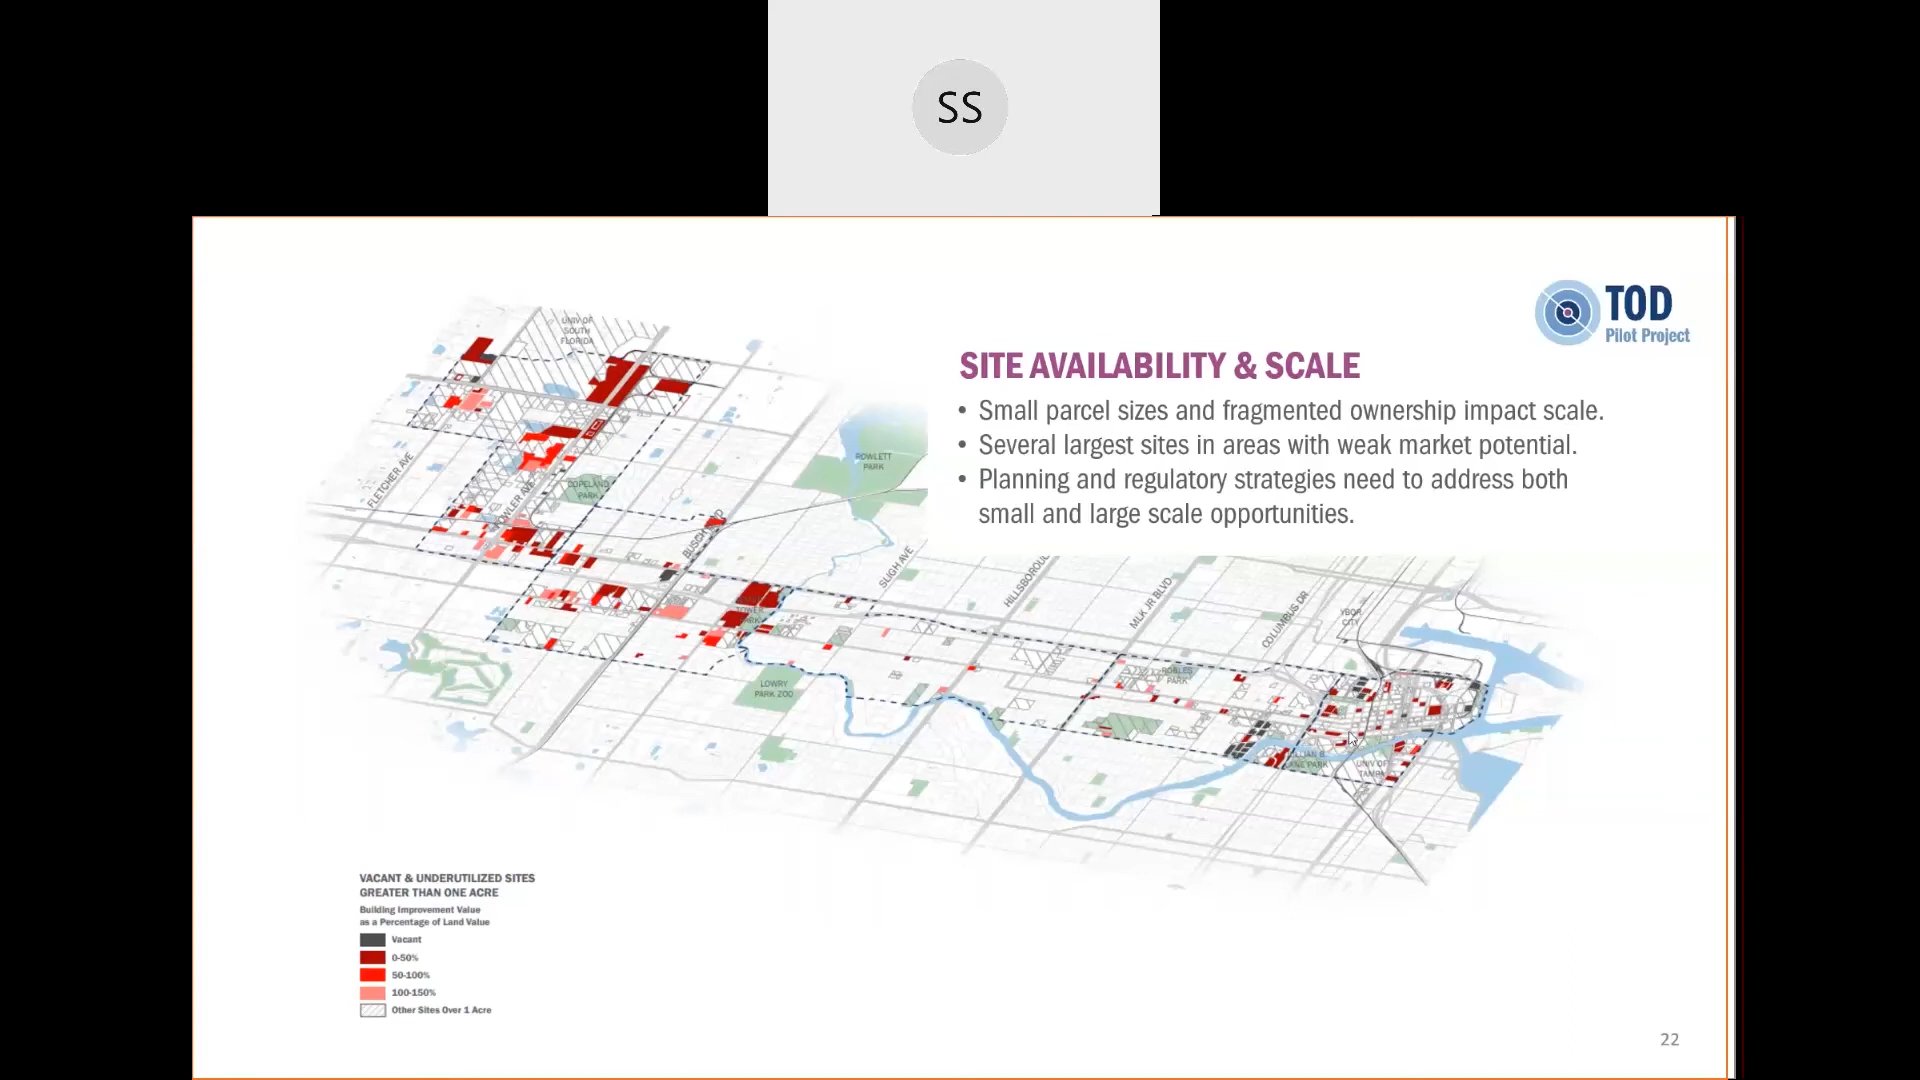 SS
TOD
Pilot Project
SITE AVAILABILITY & SCALE
• Small parcel sizes and fragmented ownership impact scale.
• Several largest sites in areas with weak market potential.
• Planning and regulatory strategies need to address both
small and large scale opportunities.
UNIV OF
SOUTH
FLORIDA
ROWLETT
PARK
FLETCHER AVE
COPELAND
PARK
FOWLER AVE
SLIGH AVE
MLK JR BLVD
COLUMBUS DR
YBOR
CITY
TOWER
LOWRY
PARK ZOO
ROBLES
PARK
UNIV OF
TAMPA
VACANT & UNDERUTILIZED SITES
GREATER THAN ONE ACRE
Building Improvement Value
as a Percentage of Land Value
Vacant
0-50%
50-100%
100-150%
Other Sites Over 1 Acre
22